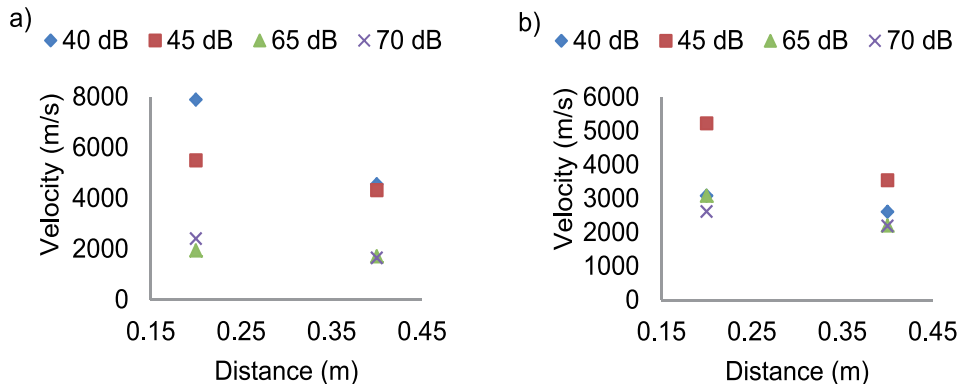 a)
40 dB 45 dB 65 dB 70 dB
Velocity (m/s)
8000
6000
4000
2000
0
0.15 0.25 0.35 0.45
Distance (m)
b)
40 dB 45 dB 65 dB 70 dB
Velocity (m/s)
6000
5000
4000
3000
2000
1000
0
0.15 0.25 0.35 0.45
Distance (m)